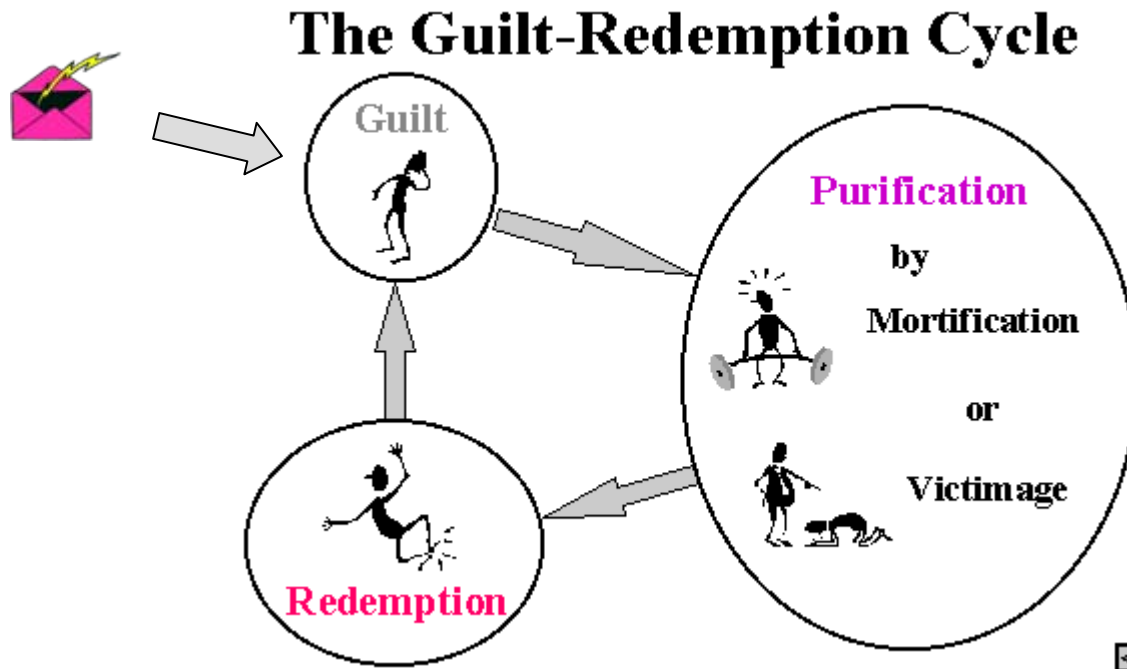 The Guilt-Redemption Cycle
Guilt
Purification
by
Mortification
or
Victimage
Redemption